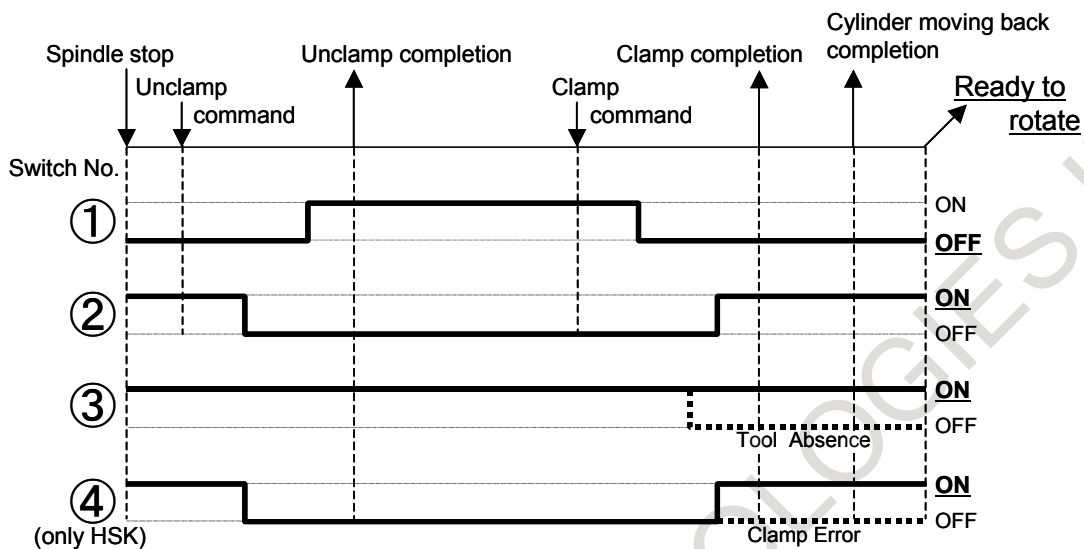 Cylinder moving back
completion
Spindle stop
Unclamp completion
Clamp completion
Unclamp
command
Clamp
command
Ready to
rotate
Switch No.
① ON
OFF
② ON
OFF
③ ON
OFF
Tool Absence
④ ON
OFF
(only HSK)
Clamp Error
OLOGIES